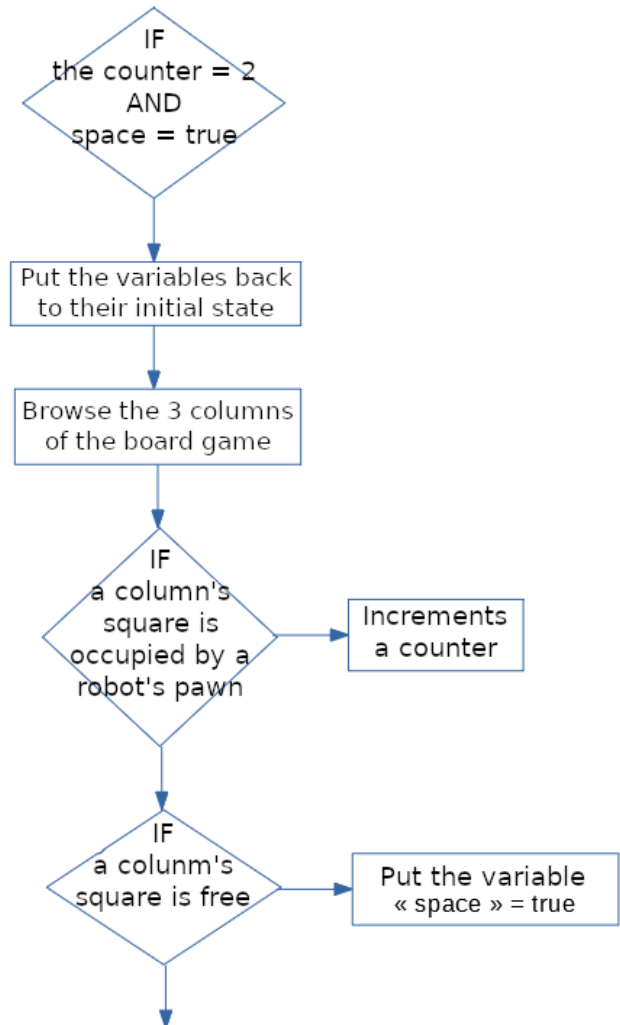 IF
the counter = 2
AND
space = true
Put the variables back
to their initial state
Browse the 3 columns
of the board game
IF
a column's
square is
occupied by a
robot's pawn
Increments
a counter
IF
a colunm's
square is free
Put the variable
« space » = true